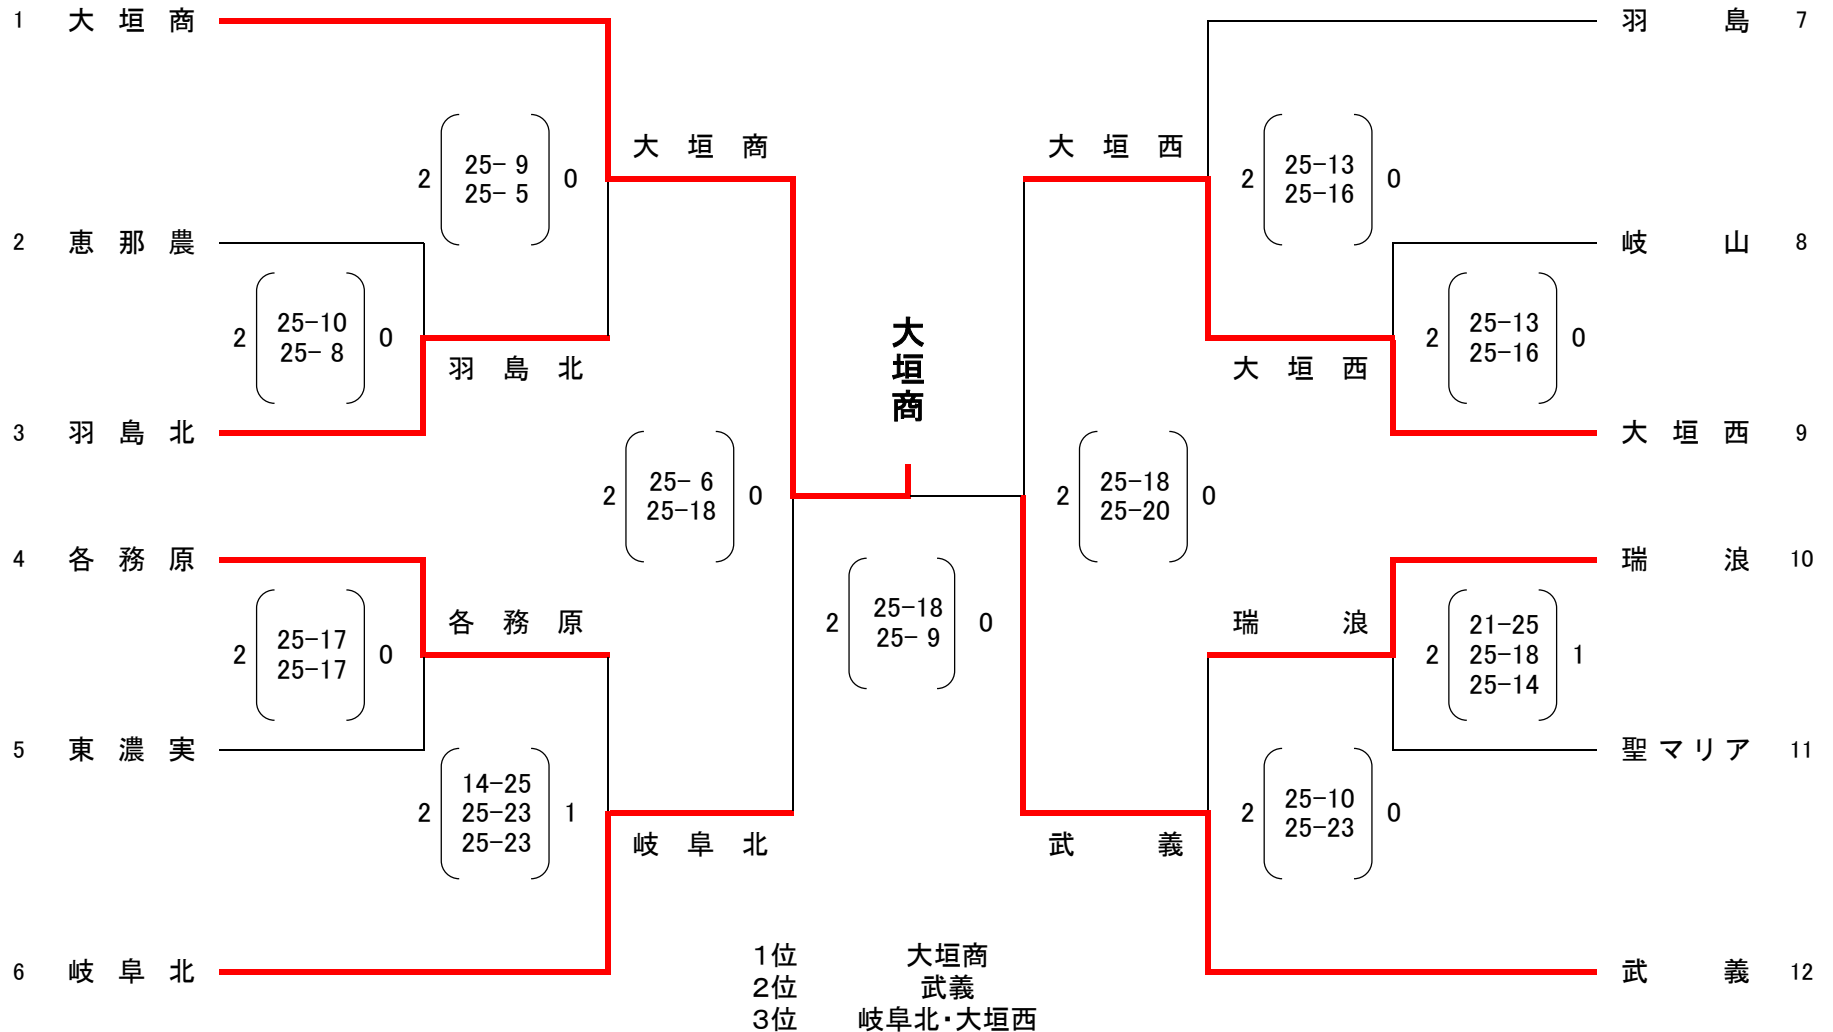 1 大垣商
羽島 7
大垣商
大垣西
2 25- 9 0
25- 5
2 25-13 0
25-16
2 恵那農
岐山 8
2 25-10 0
25- 8
羽島北
大垣商
2 25-13 0
25-16
大垣西
3 羽島北
大垣西 9
2 25- 6 0
25-18
2 25-18 0
25-20
4 各務原
瑞浪 10
2 25-18 0
25- 9
各務原
瑞浪
2 25-17 0
25-17
2 21-25 1
25-18
25-14
5 東濃実
聖マリア 11
2 14-25 1
25-23
25-23
2 25-10 0
25-23
岐阜北
武義
6 岐阜北
武義 12
1位 大垣商
2位 武義
3位 岐阜北・大垣西